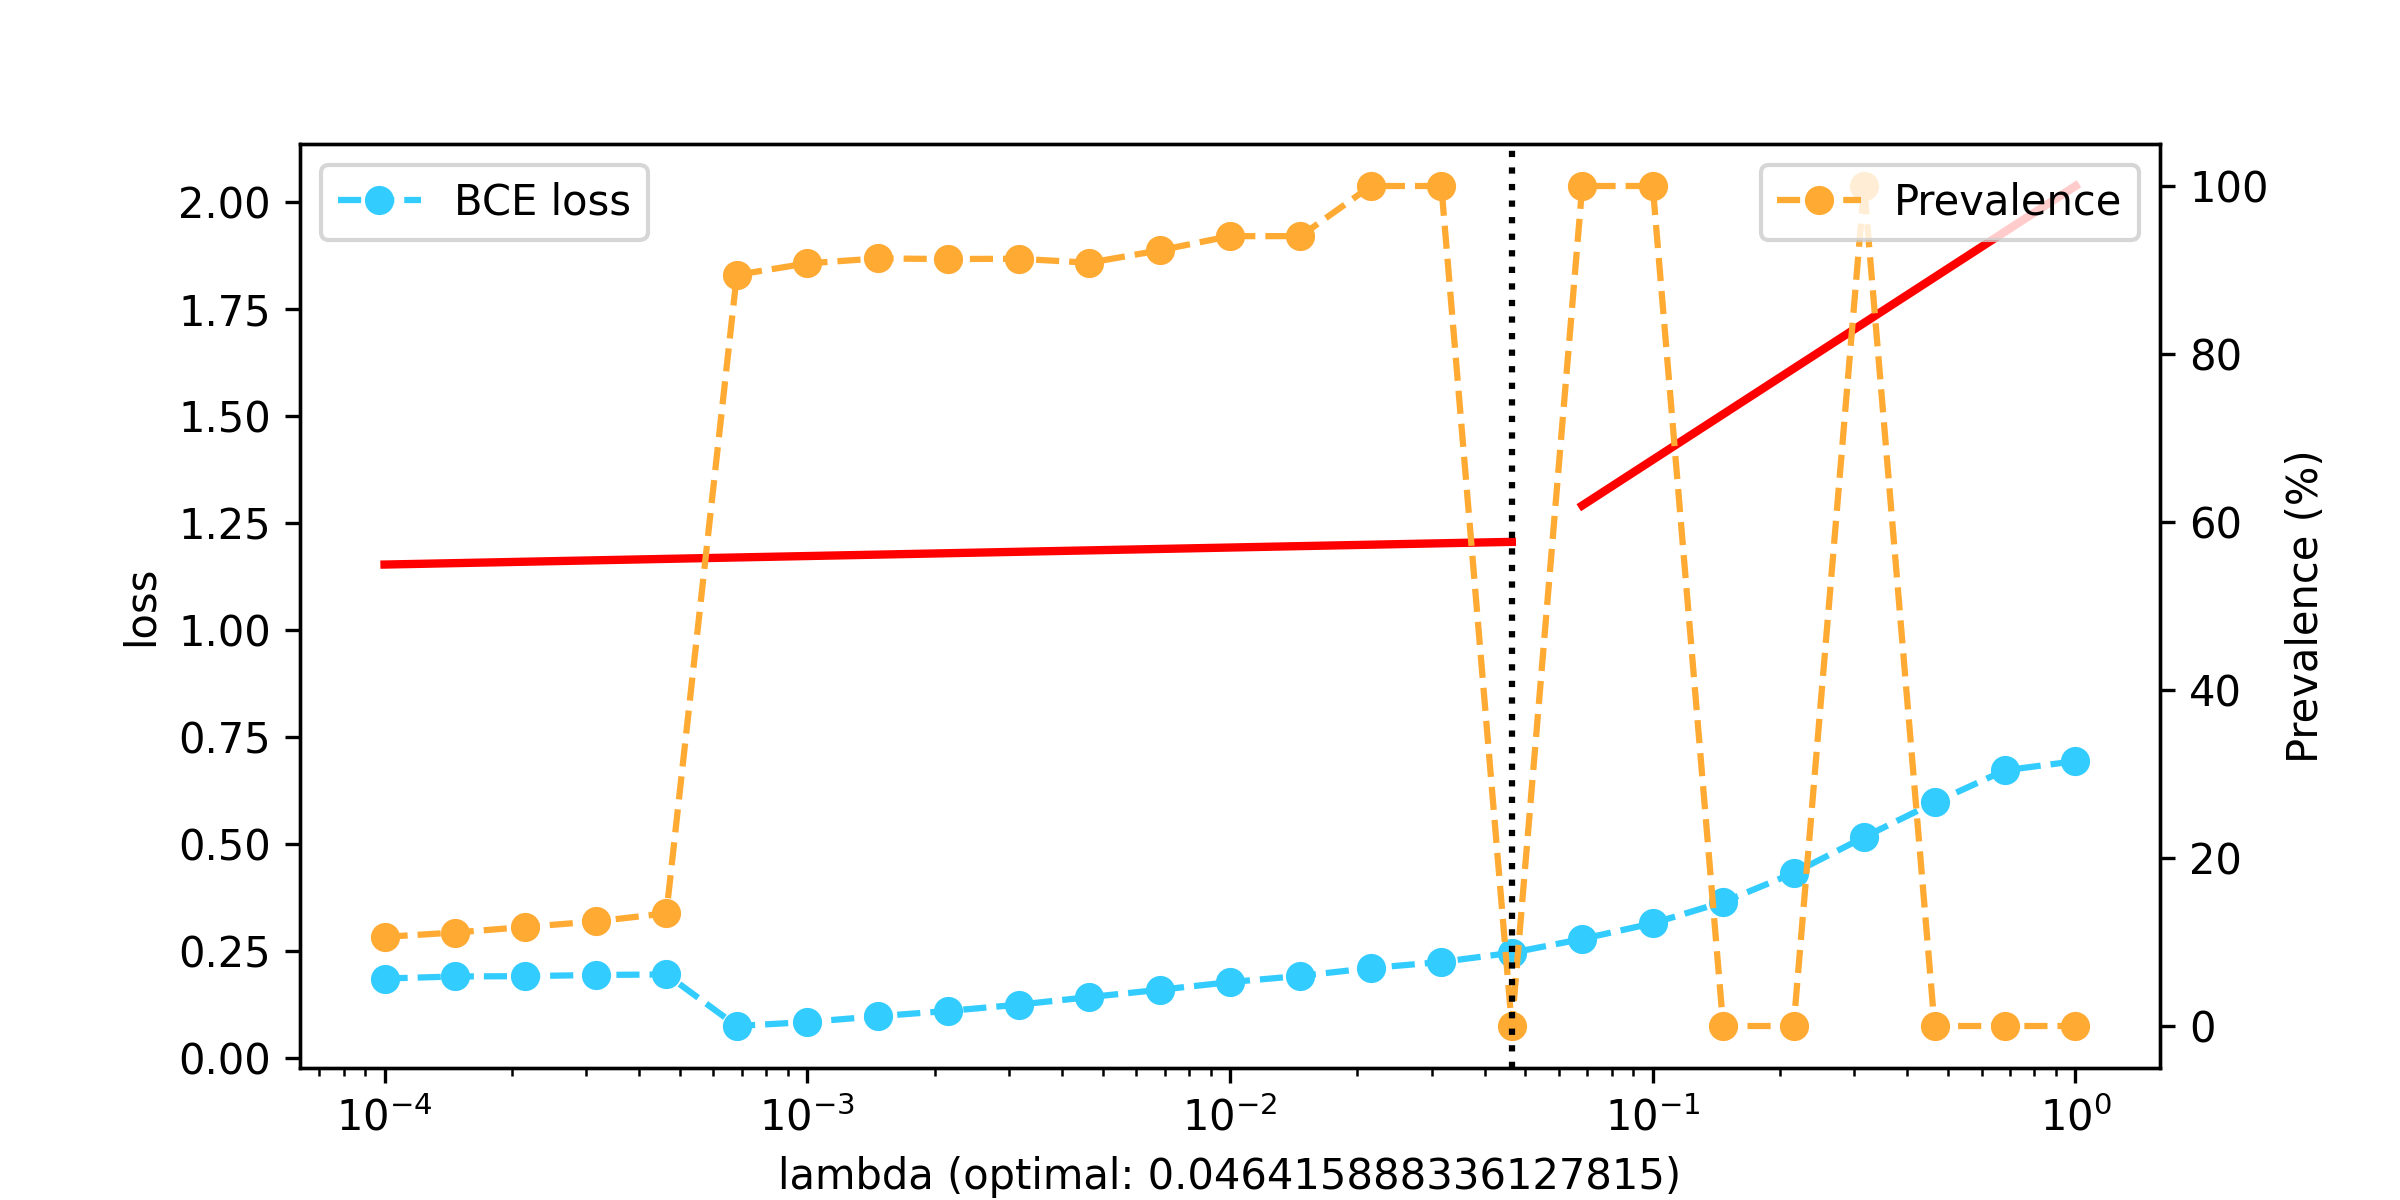 BCE loss
Prevalence
2.00
1.75
1.50
1.25
1.00
0.75
0.50
0.25
0.00
loss
100
80
60
40
20
0
Prevalence (%)
10⁻⁴ 10⁻³ 10⁻² 10⁻¹ 10⁰
lambda (optimal: 0.046415888336127815)